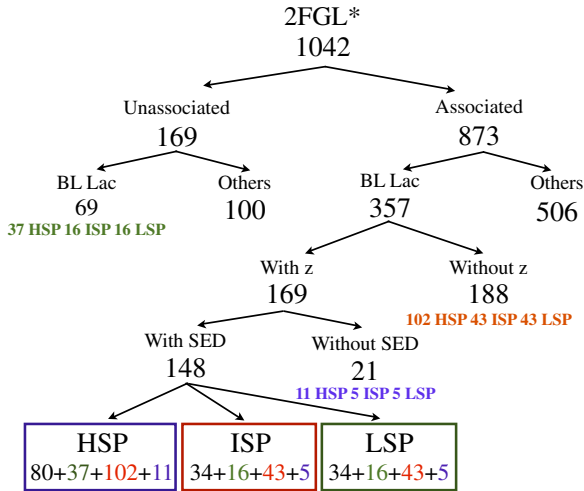 2FGL*
1042
Unassociated
Associated
169
873
BL Lac
Others
BL Lac
Others
69
100
357
506
37 HSP 16 ISP 16 LSP
With z
Without z
169
188
102 HSP 43 ISP 43 LSP
With SED
Without SED
148
21
11 HSP 5 ISP 5 LSP
HSP
ISP
LSP
80+37+102+11
34+16+43+5
34+16+43+5